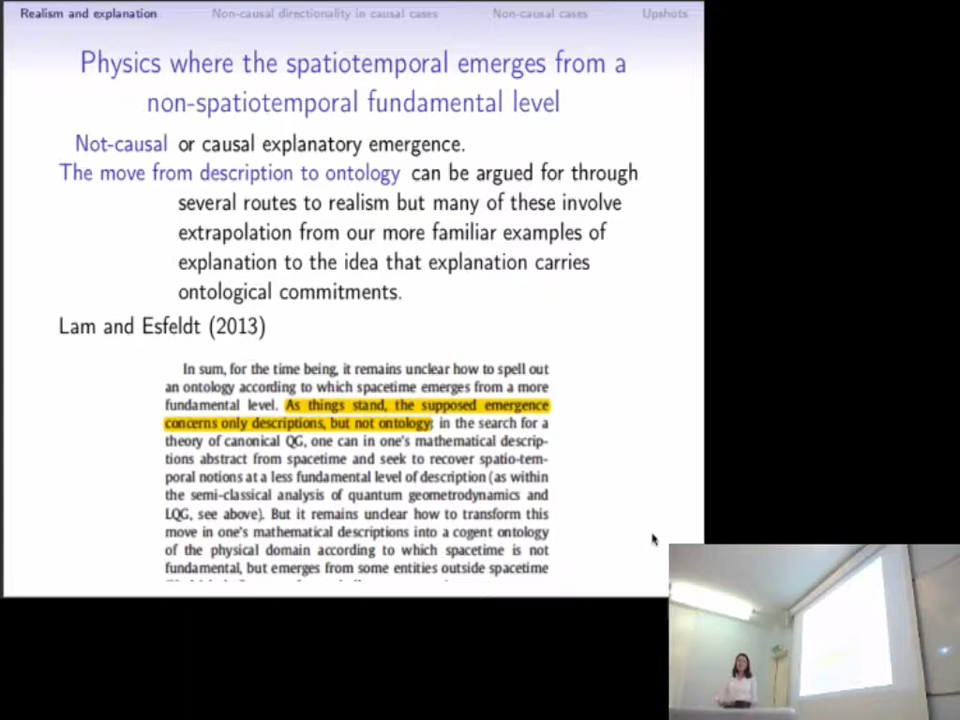 Realism and explanation Non-causal directionality in causal cases Non-causal cases Upshots
Physics where the spatiotemporal emerges from a
non-spatiotemporal fundamental level
Not-causal or causal explanatory emergence.
The move from description to ontology can be argued for through
several routes to realism but many of these involve
extrapolation from our more familiar examples of
explanation to the idea that explanation carries
ontological commitments.
Lam and Esfeldt (2013)
In sum, for the time being, it remains unclear how to spell out
an ontology according to which spacetime emerges from a more
fundamental level. As things stand, the supposed emergence
concerns only descriptions, but not ontology; in the search for a
theory of canonical QG, one can in one's mathematical descrip-
tions abstract from spacetime and seek to recover spatio-tem-
poral notions at a less fundamental level of description (as within
the semi-classical analysis of quantum geometrodynamics and
LQG, see above). But it remains unclear how to transform this
move in one's mathematical descriptions into a cogent ontology
of the physical domain according to which spacetime is not
fundamental, but emerges from some entities outside spacetime